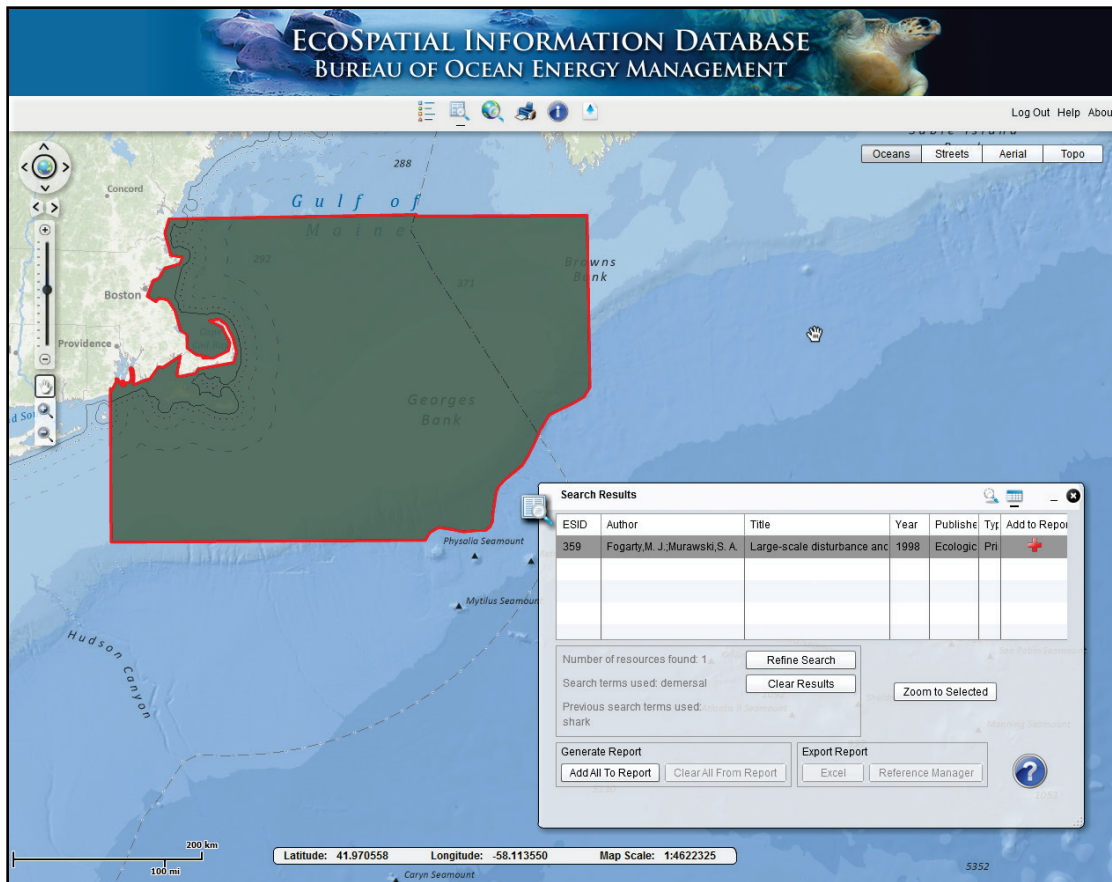 ECOSPATIAL INFORMATION DATABASE
BUREAU OF OCEAN ENERGY MANAGEMENT
Log Out Help Abou
Oceans Streets Aerial Topo
288
Concord
Gulf of
Maine
292
371
Browns
Bank
Boston
Providence
Georges
Bank
Physalia Seamount
Mytilus Seamount
Hudson Canyon
Search Results
ESID Author Title Year Publishe Typ Add to Repor
359 Fogarty,M. J.;Murawski,S. A. Large-scale disturbance anc 1998 Ecologic Pri
Number of resources found: 1
Refine Search
Search terms used: demersal
Clear Results
Zoom to Selected
Previous search terms used:
shark
Generate Report
Export Report
Add All To Report Clear All From Report Excel Reference Manager
200 km
100 mi
Latitude: 41.970558 Longitude: -58.113550 Map Scale: 1:4622325
Caryn Seamount
5352